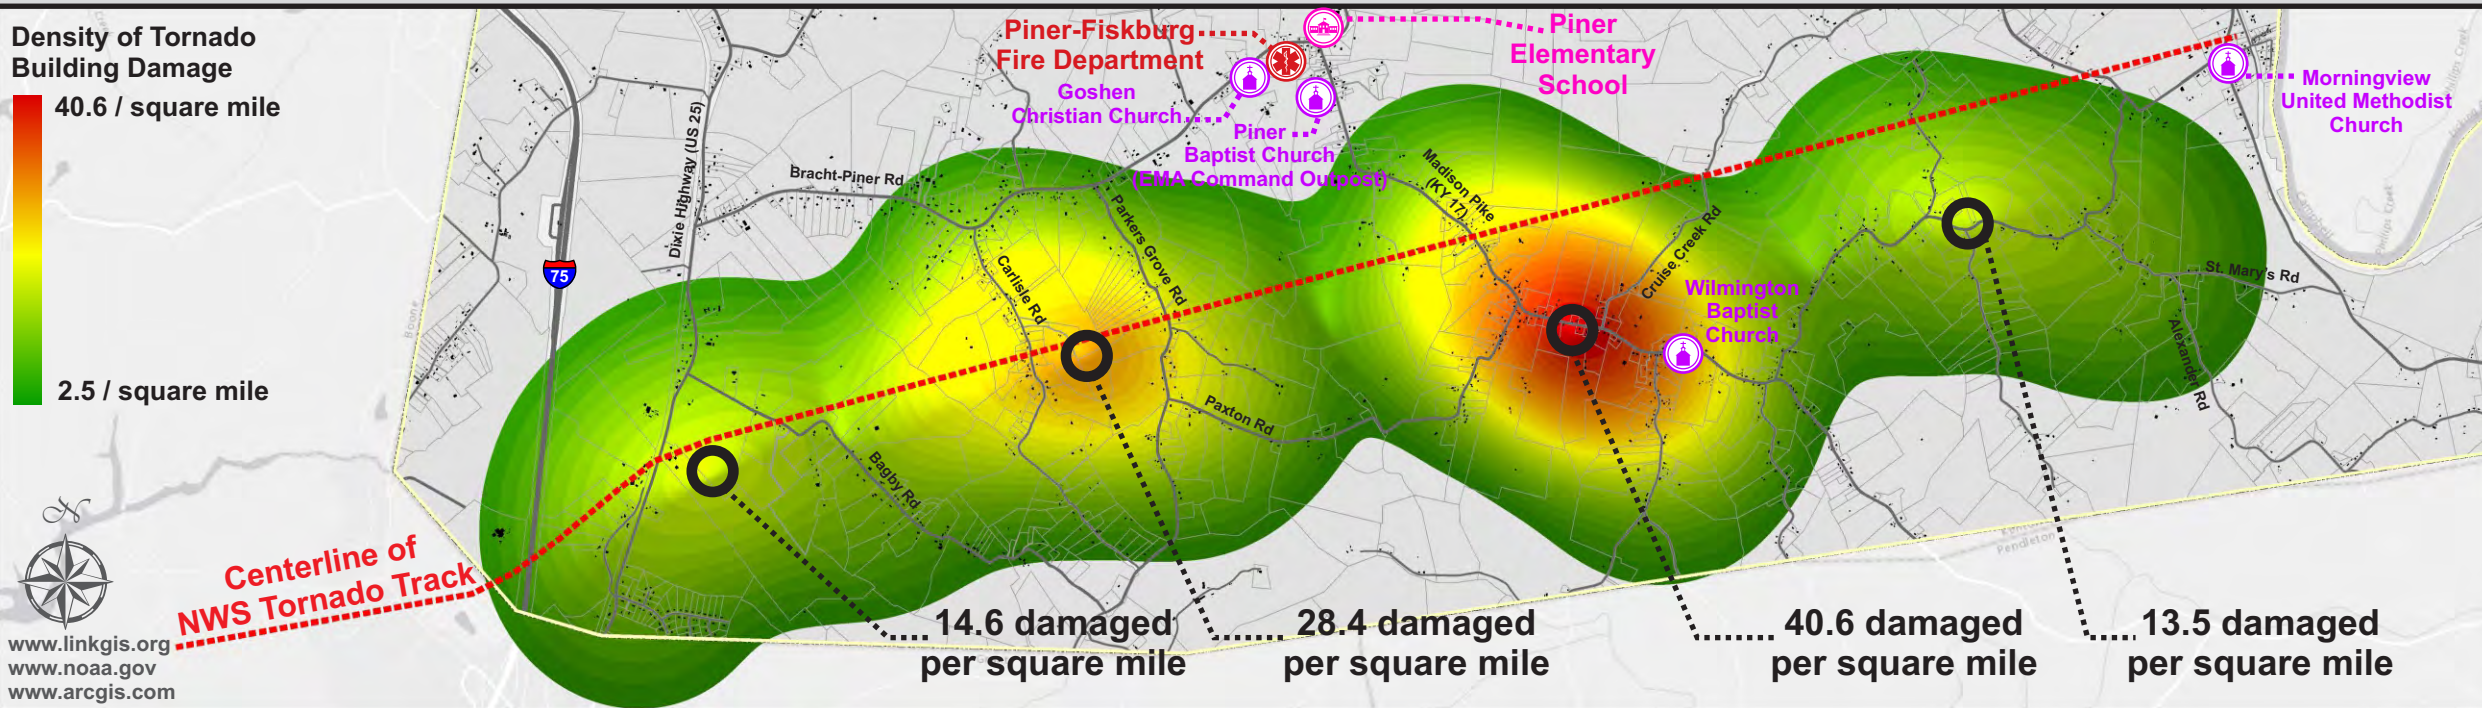 Density of Tornado
Building Damage
40.6 / square mile
2.5 / square mile
Piner-Fiskburg
Fire Department
Goshen
Christian Church
Piner
Baptist Church
(EMA Command Outpost)
Piner
Elementary
School
Morningview
United Methodist
Church
Wilmington
Baptist
Church
Bracht-Piner Rd
Dixie Highway (US 25)
75
Boone
Carlisle Rd
Parkers Grove Rd
Madison Pike
(KY 17)
Cruise Creek Rd
St. Mary's Rd
Alexander Rd
Paxton Rd
Bagby Rd
Phillips Creek
Campbell
Pendleton
N
Centerline of
NWS Tornado Track
14.6 damaged
per square mile
28.4 damaged
per square mile
40.6 damaged
per square mile
13.5 damaged
per square mile
www.linkgis.org
www.noaa.gov
www.arcgis.com